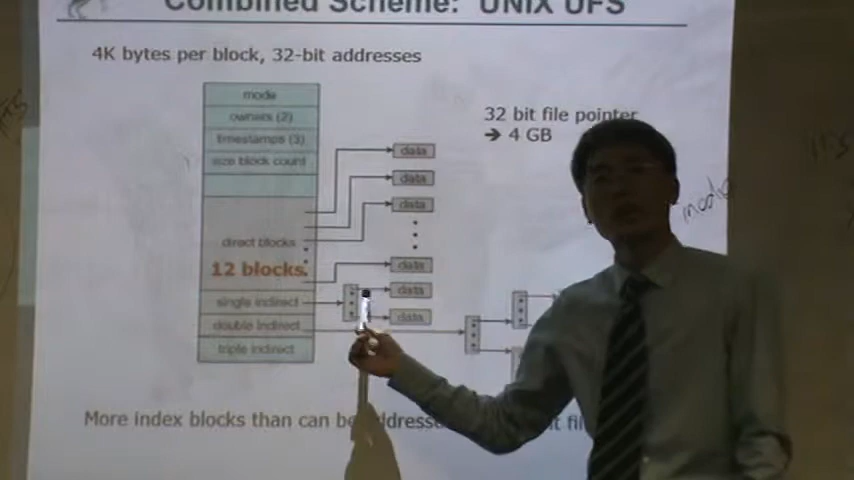 Combined Scheme: UNIX UFS
4K bytes per block, 32-bit addresses
mode
owners (2)
timestamps (3)
size block count
direct blocks
12 blocks
single indirect
double indirect
triple indirect
data
data
data
data
data
data
32 bit file pointer
→ 4 GB
More index blocks than can be addressed